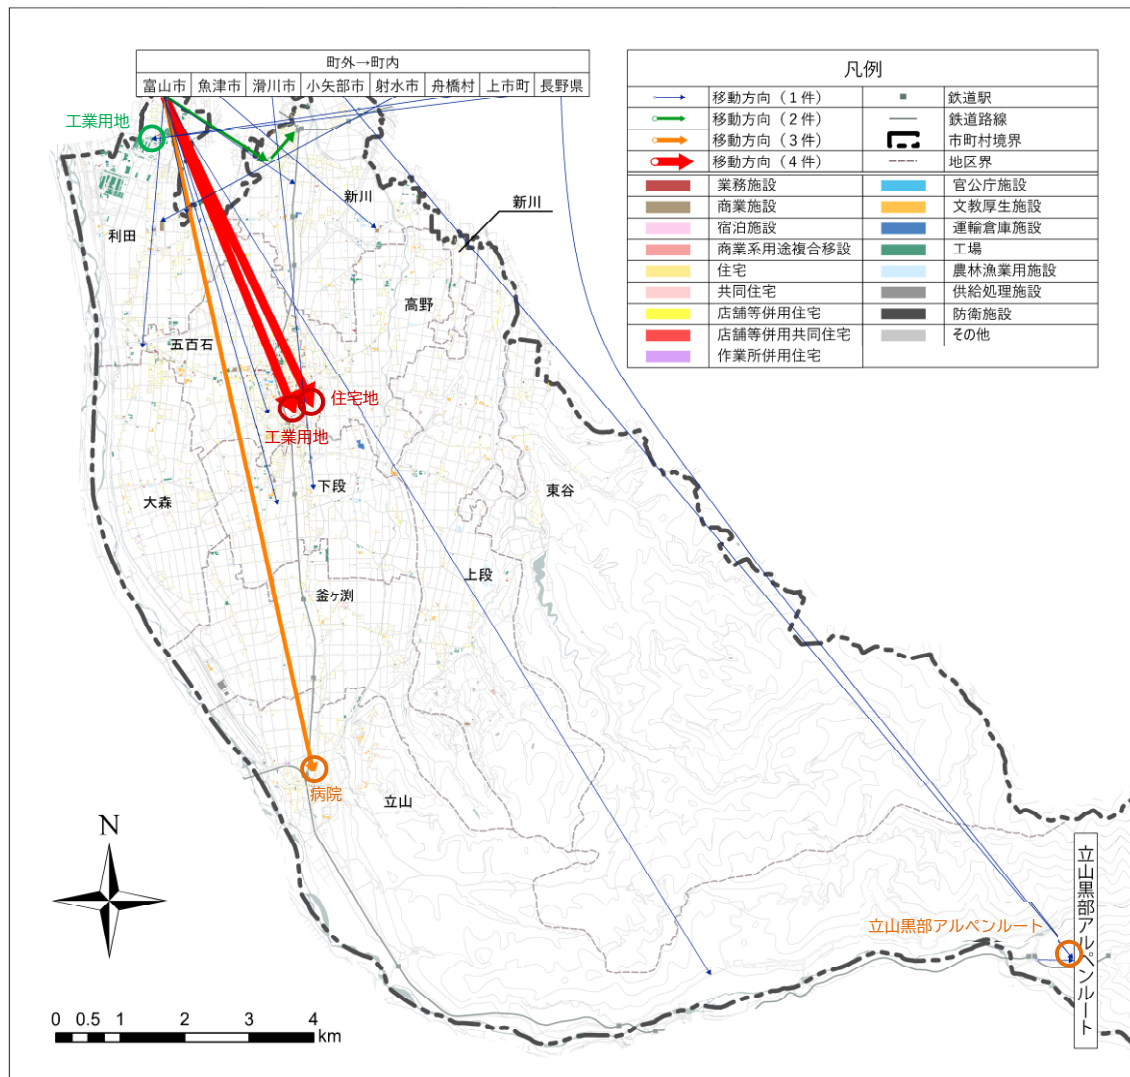 町外→町内
富山市 魚津市 滑川市 小矢部市 射水市 舟橋村 上市町 長野県
凡例
移動方向（１件） 鉄道駅
移動方向（２件） 鉄道路線
移動方向（３件） 市町村境界
移動方向（４件） 地区界
業務施設 官公庁施設
商業施設 文教厚生施設
宿泊施設 運輸倉庫施設
商業系用途複合移設 工場
住宅 農林漁業用施設
共同住宅 供給処理施設
店舗等併用住宅 防衛施設
店舗等併用共同住宅 その他
作業所併用住宅
工業用地
新川
新川
利田
高野
五百石
住宅地
工業用地
下段
大森
東谷
上段
釜ヶ渕
病院
立山
N
立山黒部アルペンルート
立山黒部アルペンルート
0 0.5 1 2 3 4
km